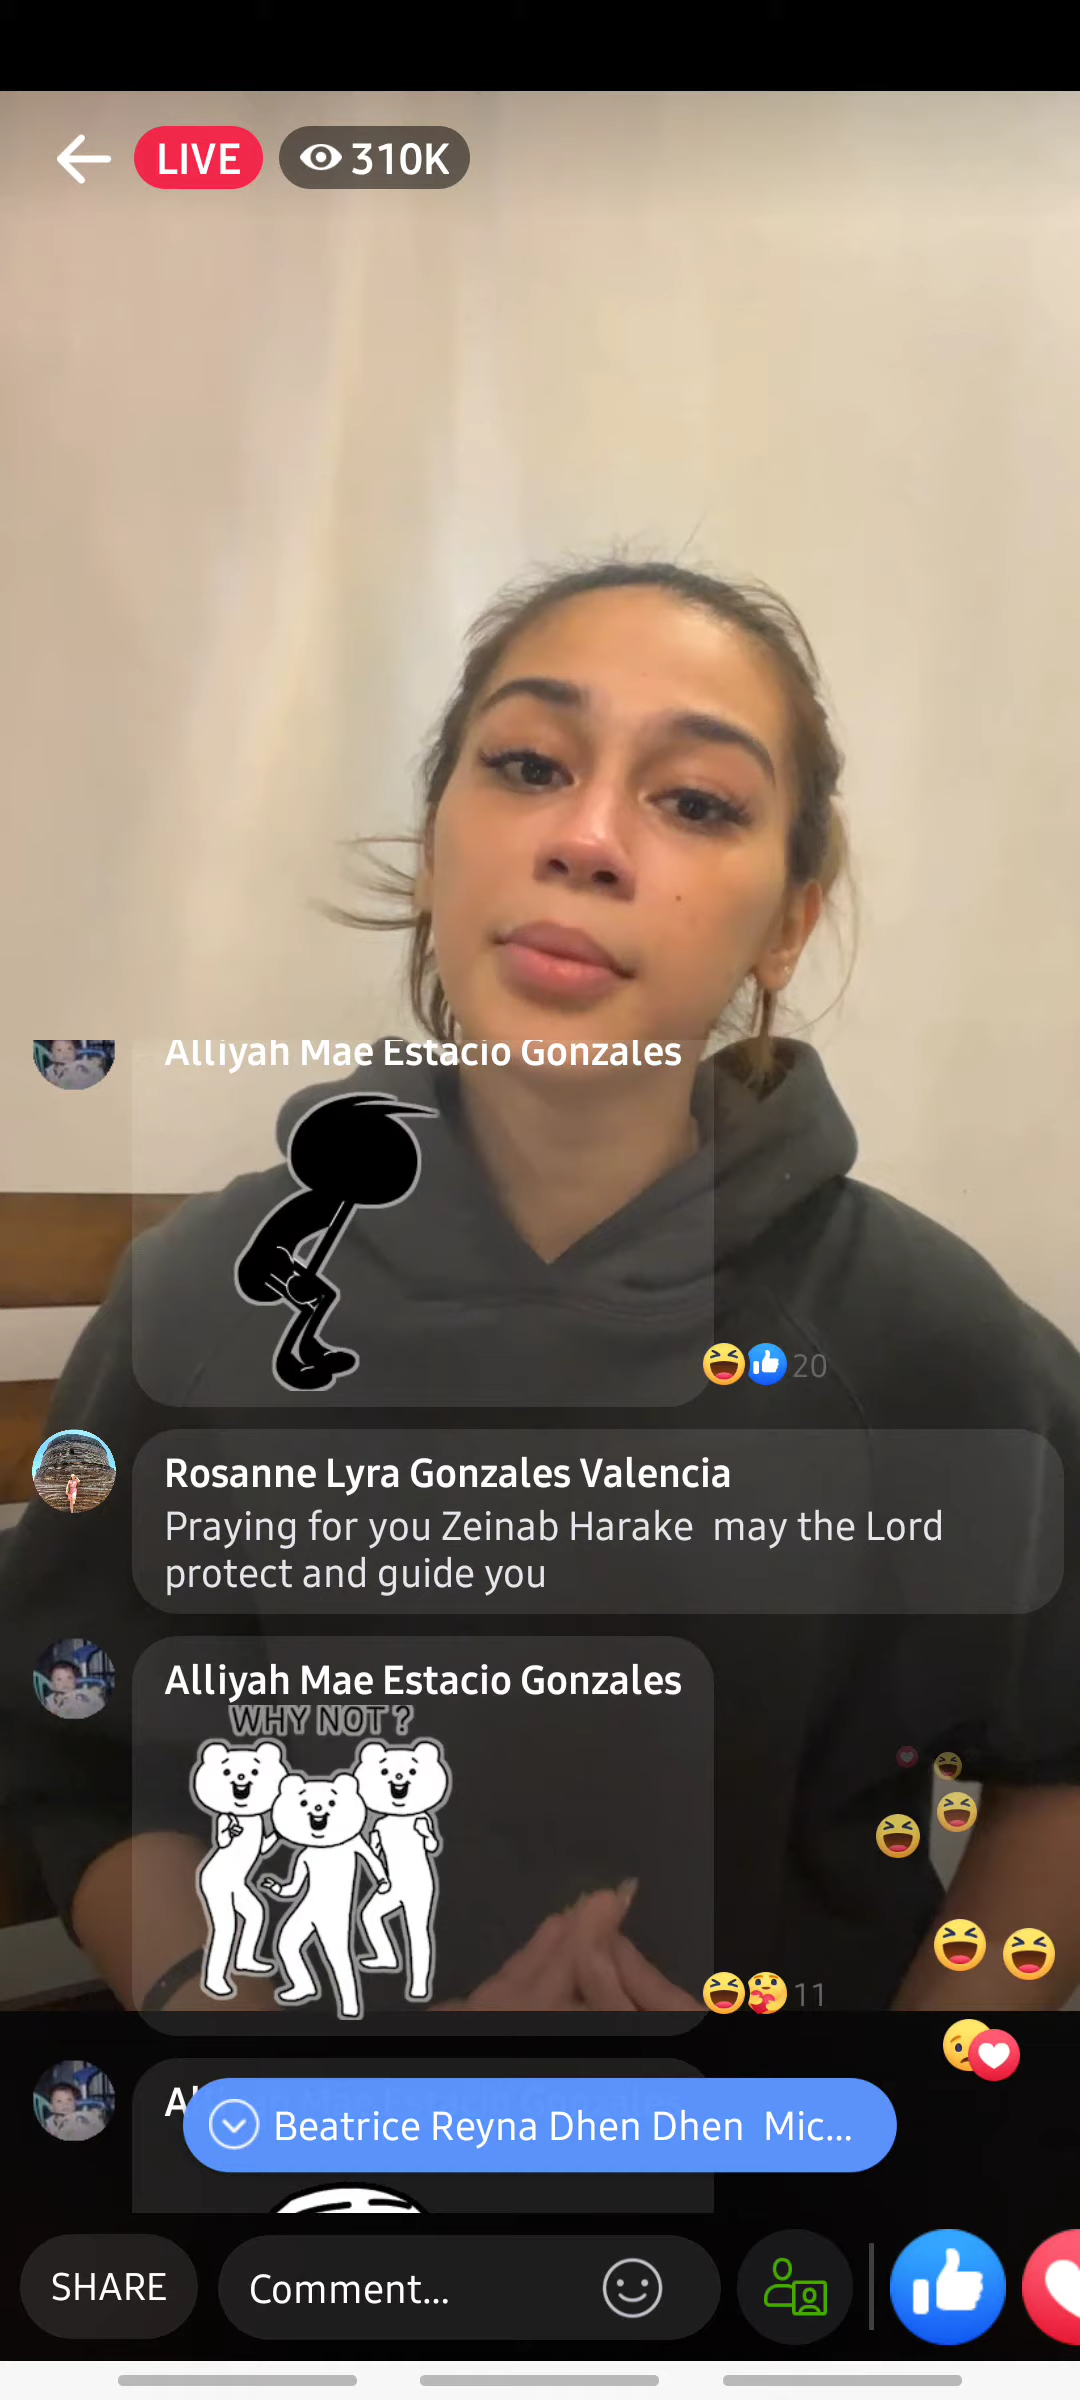 LIVE 310K
Alliyah Mae Estacio Gonzales
20
Rosanne Lyra Gonzales Valencia
Praying for you Zeinab Harake may the Lord
protect and guide you
Alliyah Mae Estacio Gonzales
WHY NOT?
11
Beatrice Reyna Dhen Dhen Mic...
SHARE
Comment...